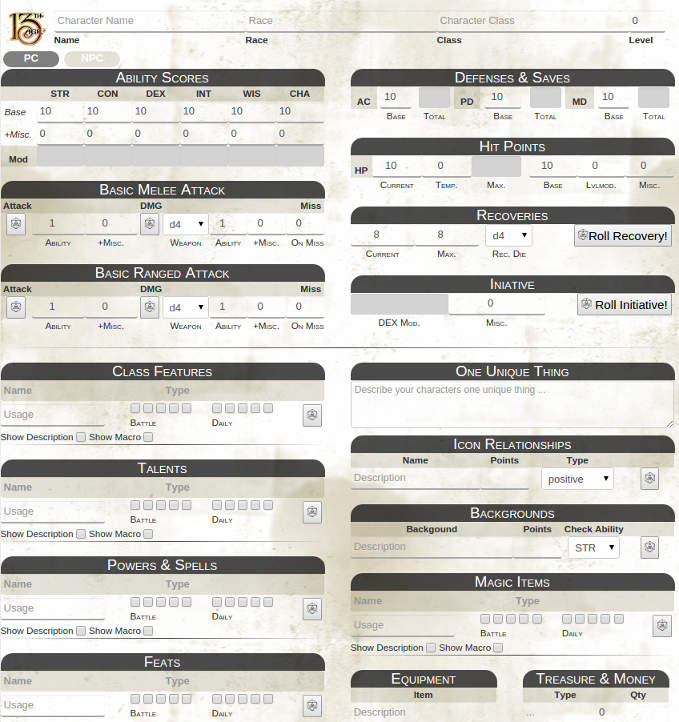 13TH AGE
Character Name Race Character Class 0
Name Race Class Level
PC NPC
Ability Scores
STR CON DEX INT WIS CHA
Base 10 10 10 10 10 10
+Misc. 0 0 0 0 0 0
Mod
Basic Melee Attack
Attack DMG Miss
1 0 d4 1 0 0
Ability +Misc. Weapon Ability +Misc. On Miss
Basic Ranged Attack
Attack DMG Miss
1 0 d4 1 0 0
Ability +Misc. Weapon Ability +Misc. On Miss
Defenses & Saves
AC 10 PD 10 MD 10
Base Total Base Total Base Total
Hit Points
HP 10 0 10 0 0
Current Temp. Max. Base Lvlmod. Misc.
Recoveries
8 8 d4 Roll Recovery!
Current Max. Rec. Die
Iniative
0 Roll Initiative!
DEX Mod. Misc.
Class Features
Name Type
Usage
Battle Daily
Show Description Show Macro
Talents
Name Type
Usage
Battle Daily
Show Description Show Macro
Powers & Spells
Name Type
Usage
Battle Daily
Show Description Show Macro
Feats
Name Type
Usage
Battle Daily
One Unique Thing
Describe your characters one unique thing ...
Icon Relationships
Name Points Type
Description positive
Backgrounds
Backgound Points Check Ability
Description STR
Magic Items
Name Type
Usage
Battle Daily
Show Description Show Macro
Equipment
Item
Description
Treasure & Money
Type Qty
... 0